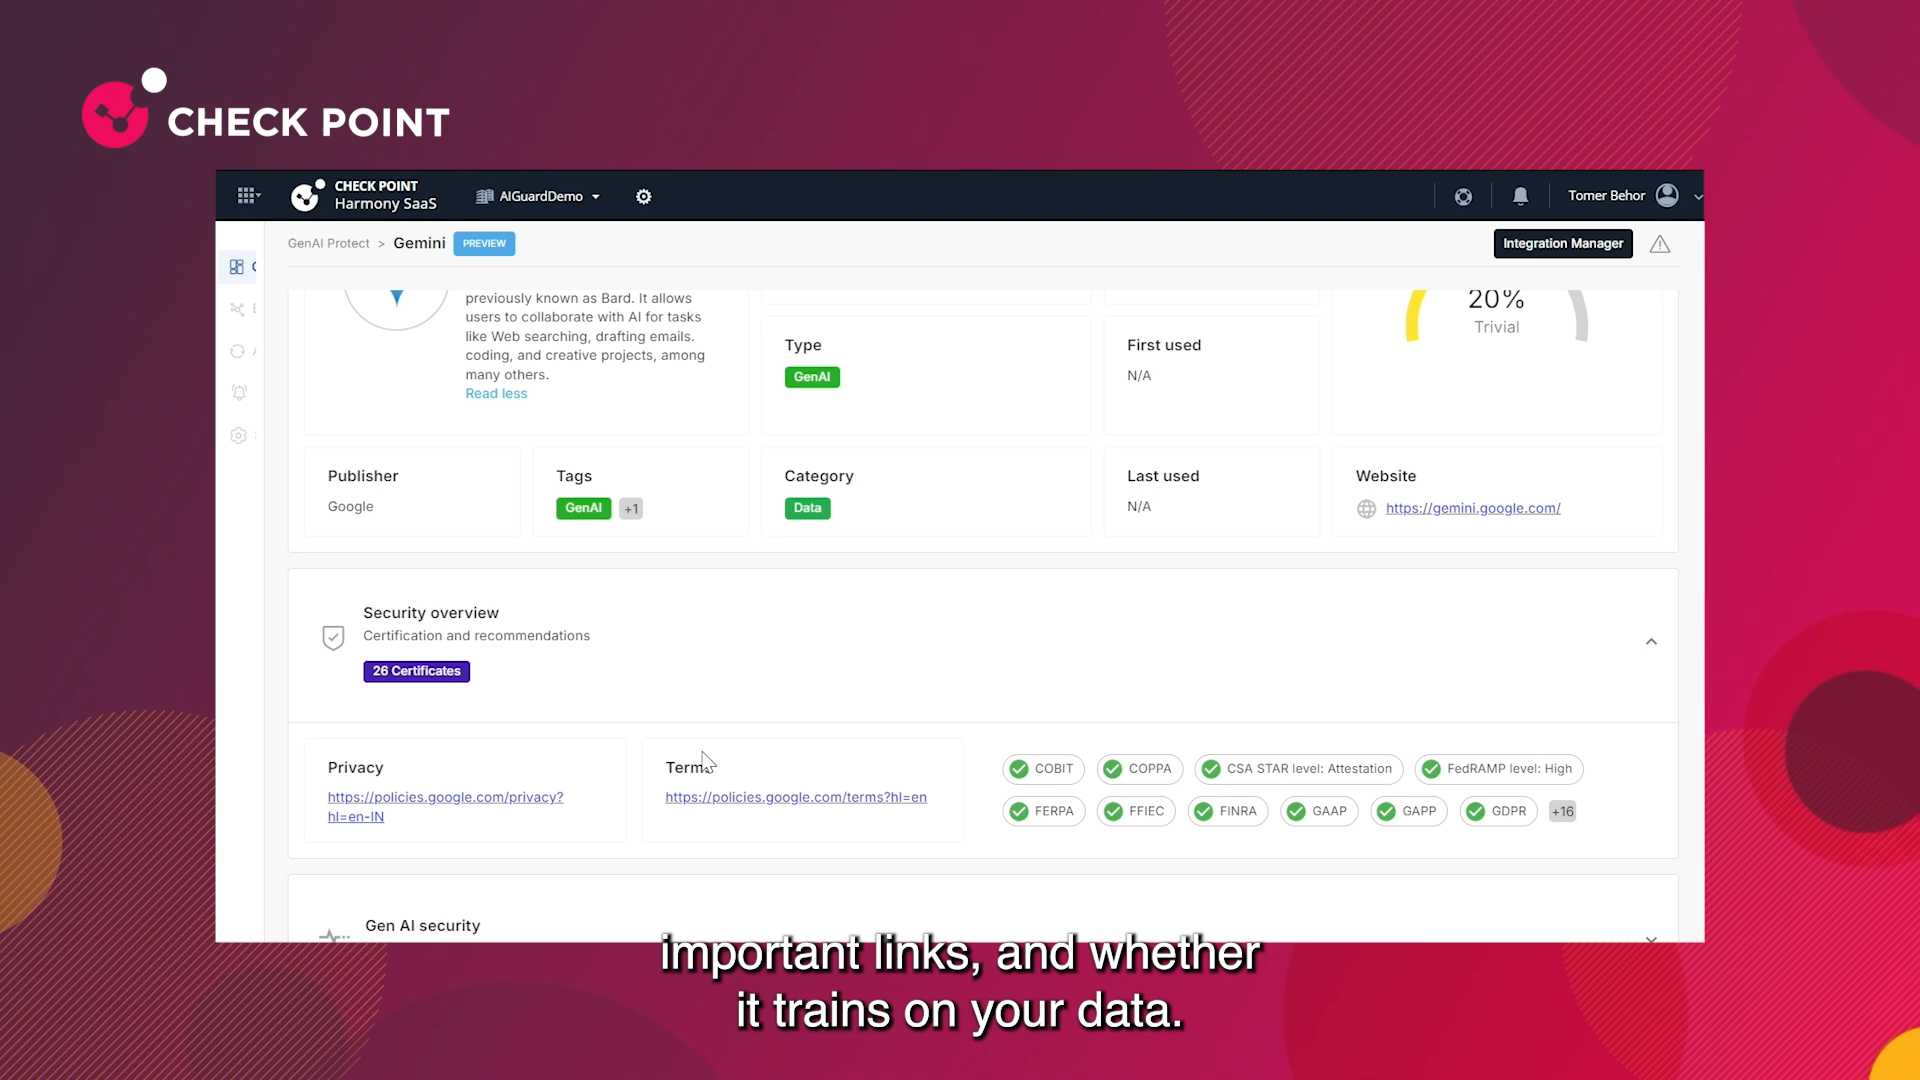 CHECK POINT
CHECK POINT
Harmony SaaS
AIGuardDemo
Tomer Behor
GenAI Protect > Gemini PREVIEW
Integration Manager
previously known as Bard. It allows
users to collaborate with AI for tasks
like Web searching, drafting emails.
coding, and creative projects, among
many others.
Read less
Type
GenAI
First used
N/A
20%
Trivial
Publisher
Google
Tags
GenAI +1
Category
Data
Last used
N/A
Website
https://gemini.google.com/
Security overview
Certification and recommendations
26 Certificates
Privacy
https://policies.google.com/privacy?
hl=en-IN
Terms
https://policies.google.com/terms?hl=en
COBIT COPPA CSA STAR level: Attestation FedRAMP level: High
FERPA FFIEC FINRA GAAP GAPP GDPR +16
Gen AI security
important links, and whether
it trains on your data.